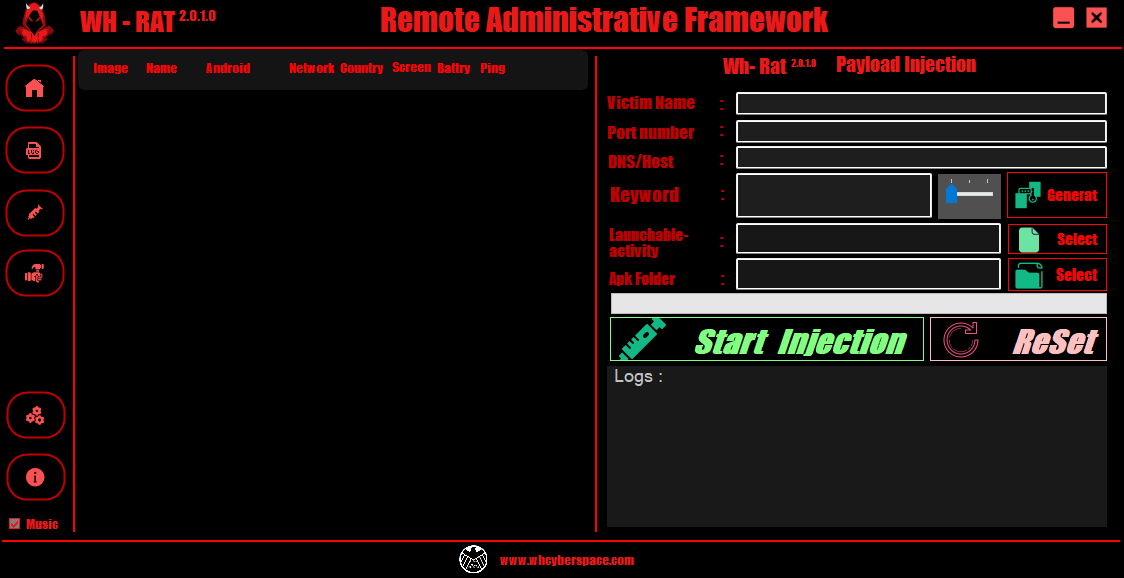 WH - RAT 2.0.1.0
Remote Administrative Framework
Image Name Android Network Country Screen Battry Ping
Wh- Rat 2.0.1.0 Payload Injection
Victim Name :
Port number :
DNS/Host :
Keyword :
Generat
Launchable-
activity :
Select
Apk Folder :
Select
Start Injection
ReSet
Logs :
LOG
Music
www.whcyberspace.com